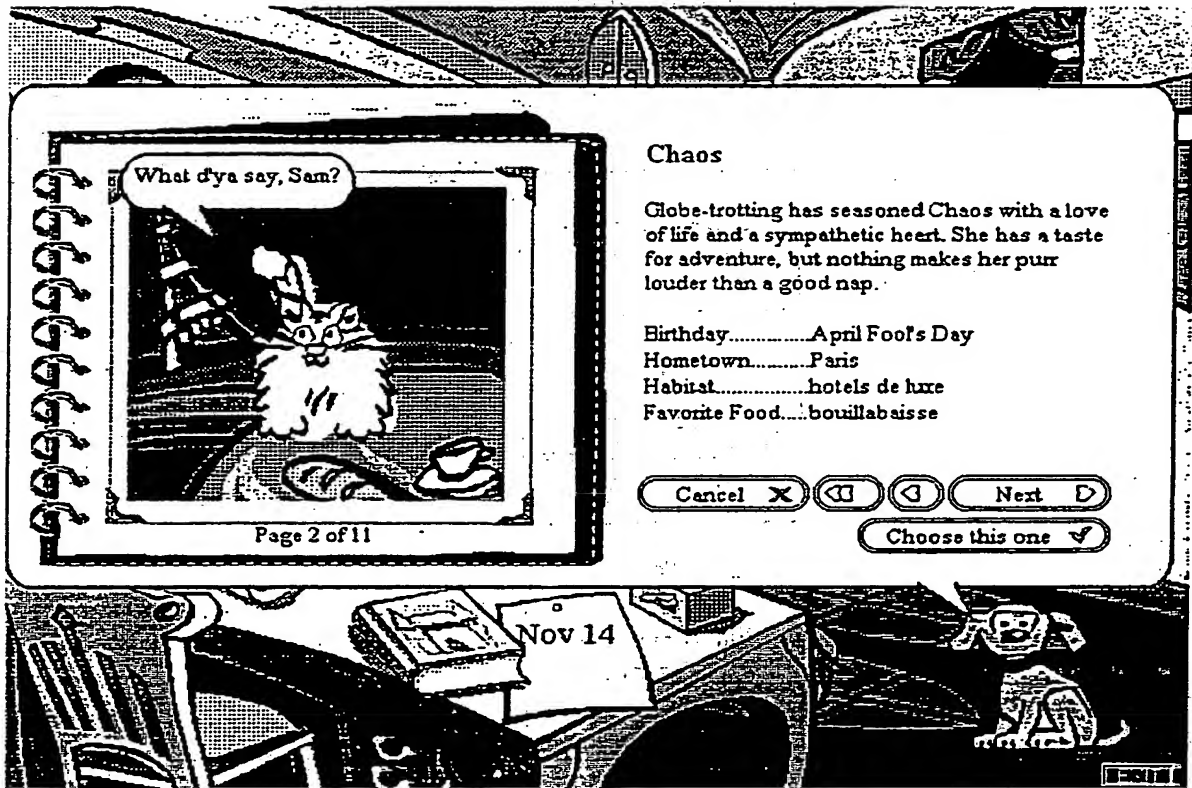 What d'ya say, Sam?
Page 2 of 11
Chaos
Globe-trotting has seasoned Chaos with a love
of life and a sympathetic heart. She has a taste
for adventure, but nothing makes her purr
louder than a good nap.
Birthday..............April Fool's Day
Hometown..........Paris
Habitat................hotels de luxe
Favorite Food.....bouillabaisse
Cancel
Next
Choose this one
Nov 14